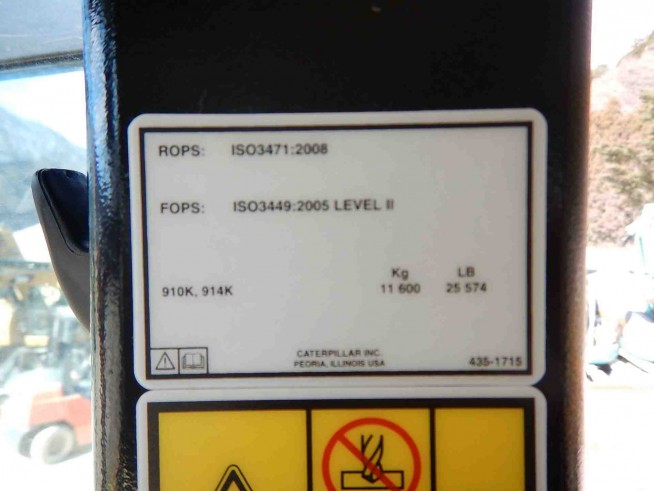 ROPS: ISO3471:2008
FOPS: ISO3449:2005 LEVEL II
Kg LB
910K, 914K 11 600 25 574
CATERPILLAR INC.
PEORIA, ILLINOIS USA
435-1715